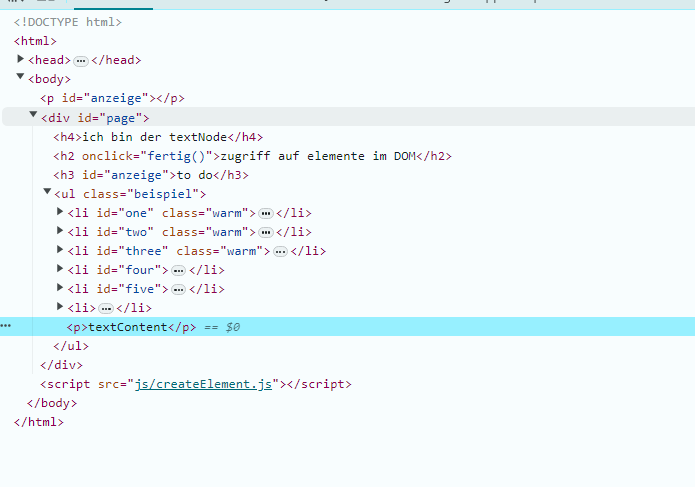 <!DOCTYPE html>
<html>
<head> ••• </head>
<body>
<p id="anzeige"></p>
<div id="page">
<h4>ich bin der textNode</h4>
<h2 onclick="fertig()">zugriff auf elemente im DOM</h2>
<h3 id="anzeige">to do</h3>
<ul class="beispiel">
<li id="one" class="warm"> ••• </li>
<li id="two" class="warm"> ••• </li>
<li id="three" class="warm"> ••• </li>
<li id="four"> ••• </li>
<li id="five"> ••• </li>
<li> ••• </li>
••• <p>textContent</p> == $0
</ul>
</div>
<script src="js/createElement.js"></script>
</body>
</html>